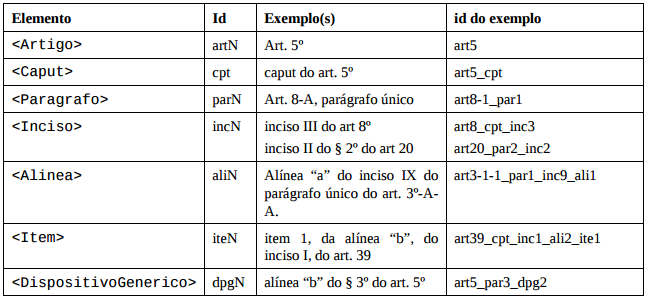 Elemento Id Exemplo(s) id do exemplo
<Artigo> artN Art. 5º art5
<Caput> cpt caput do art. 5º art5_cpt
<Paragrafo> parN Art. 8-A, parágrafo único art8-1_par1
<Inciso> incN inciso III do art 8º art8_cpt_inc3
inciso II do § 2º do art 20 art20_par2_inc2
<Alinea> aliN Alínea “a” do inciso IX do art3-1-1_par1_inc9_ali1
parágrafo único do art. 3º-A-
A.
<Item> iteN item 1, da alínea “b”, do art39_cpt_inc1_ali2_ite1
inciso I, do art. 39
<DispositivoGenerico> dpgN alínea “b” do § 3º do art. 5º art5_par3_dpg2